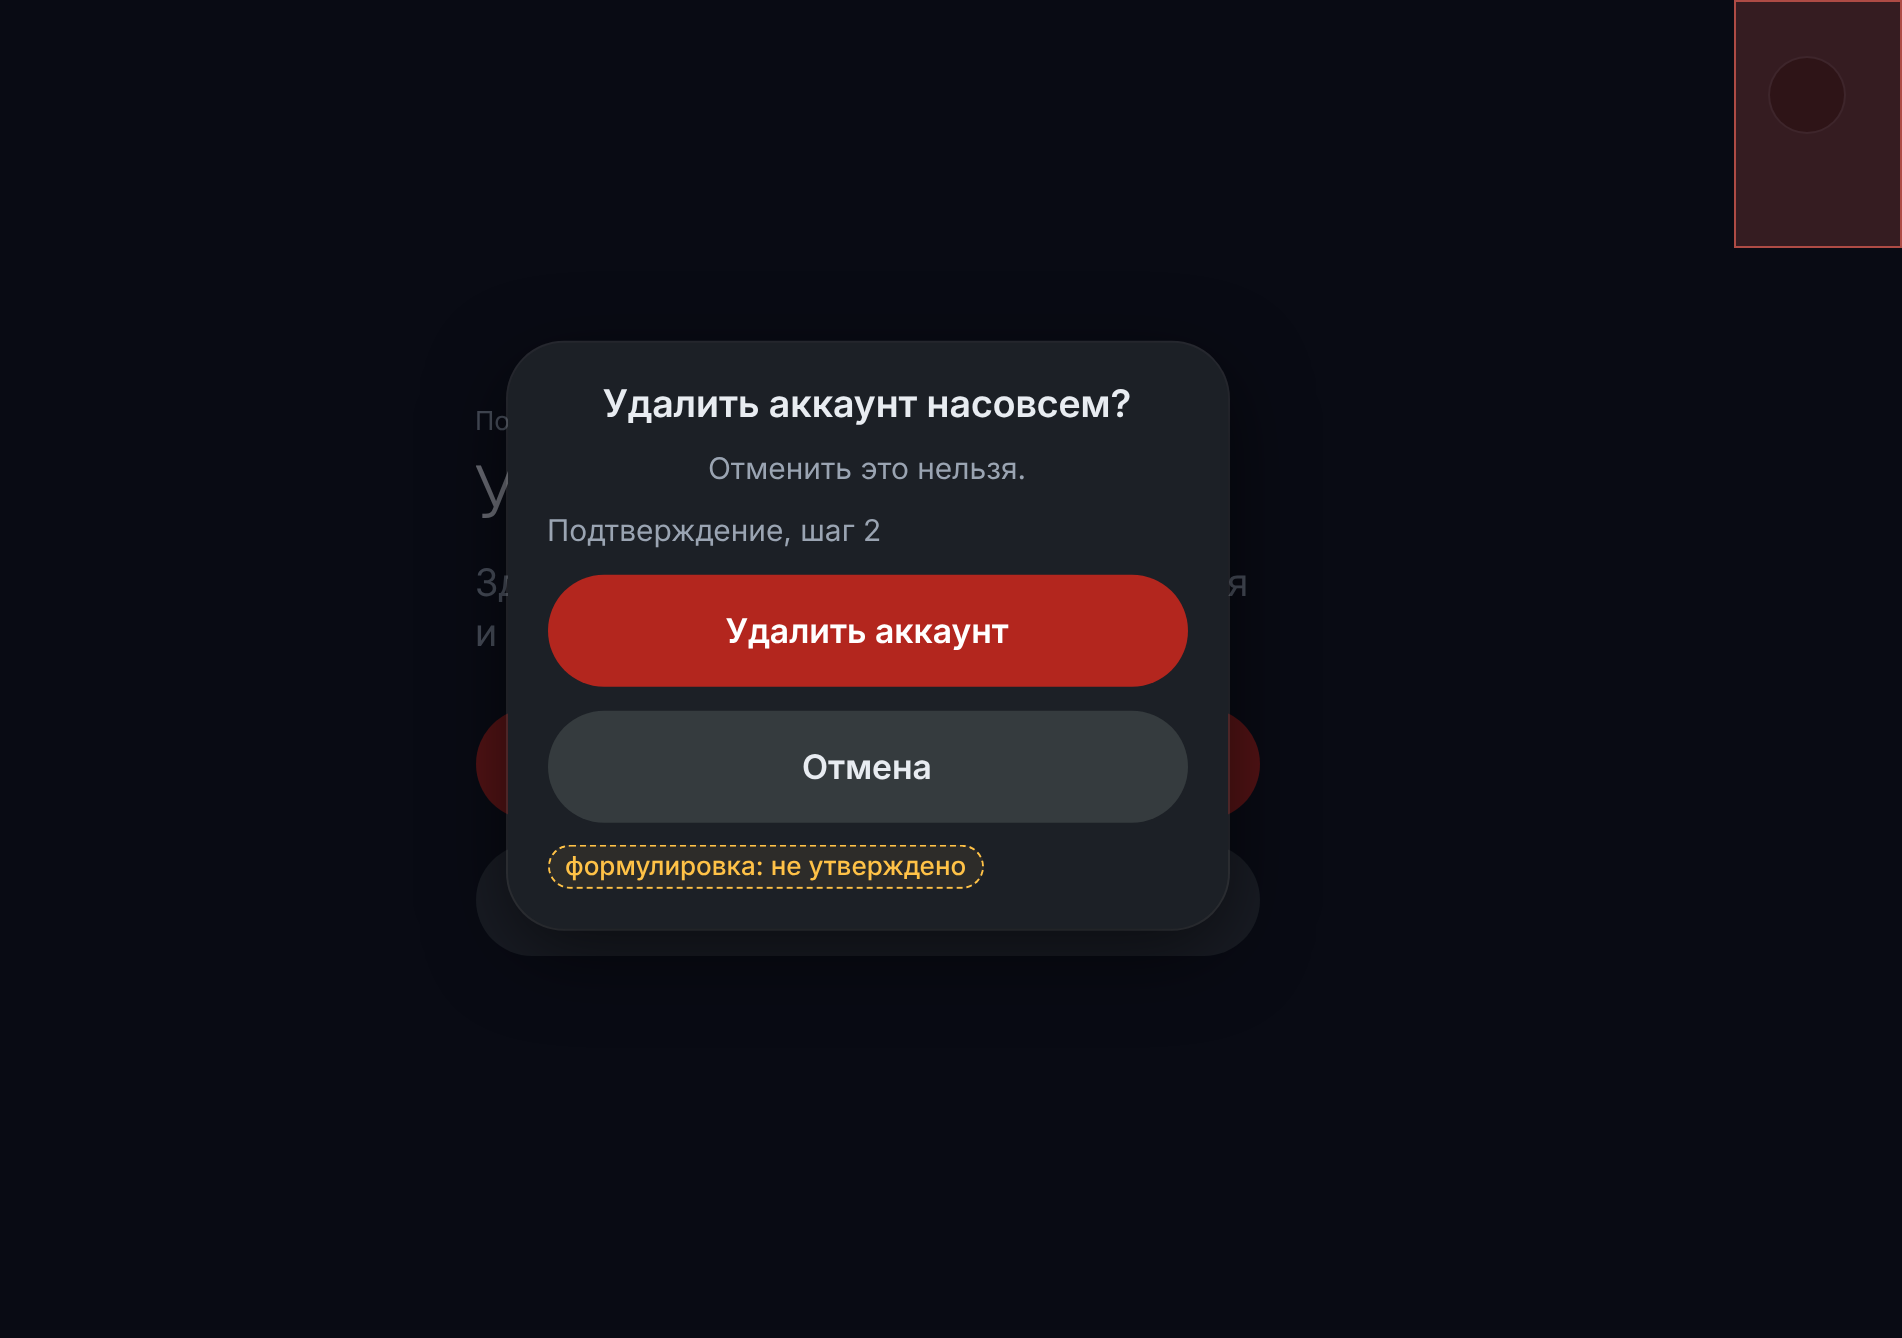 Удалить аккаунт насовсем?
Отменить это нельзя.
Подтверждение, шаг 2
Удалить аккаунт
Отмена
формулировка: не утверждено